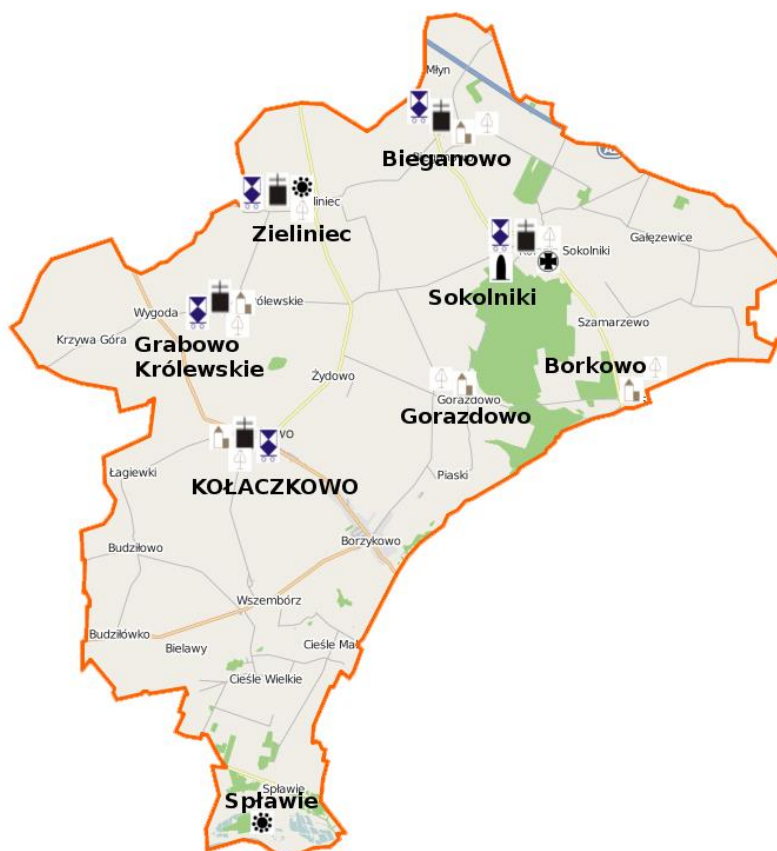 Młyn
Bieganowo
Zieliniec
Sokolniki
Gałęzewice
Sokolniki
Wygoda
Krzywa Góra
Grabowo
Królewskie
Szamarzewo
Borkowo
Żydowo
Gorazdowo
Gorazdowo
KOŁACZKOWO
Łagiewki
Piaski
Budziłowo
Borzykowo
Wszembórz
Budziłówko
Bielawy
Cieśle Wielkie
Spławie
Spławie